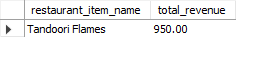 restaurant_item_name total_revenue
Tandoori Flames 950.00